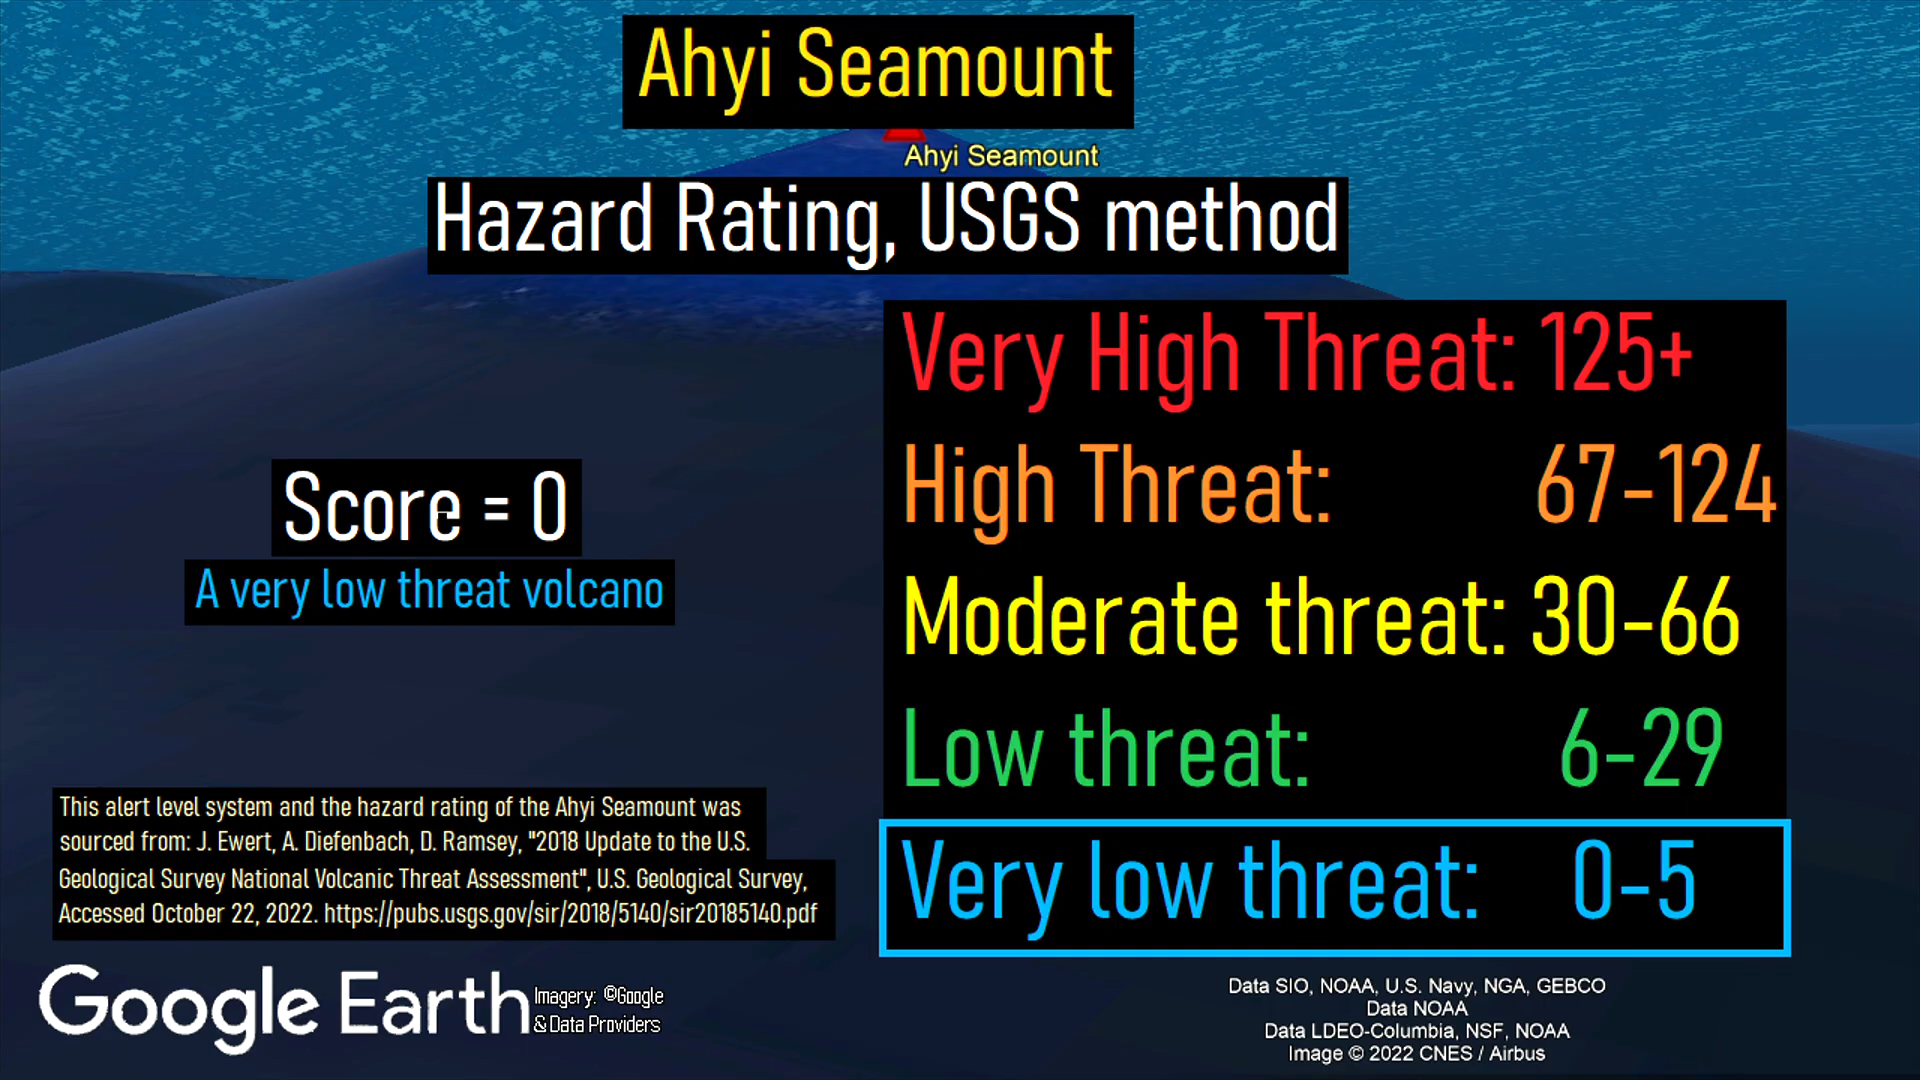 Ahyi Seamount
Ahyi Seamount
Hazard Rating, USGS method
Very High Threat: 125+
High Threat: 67-124
Moderate threat: 30-66
Low threat: 6-29
Very low threat: 0-5
Score = 0
A very low threat volcano
This alert level system and the hazard rating of the Ahyi Seamount was
sourced from: J. Ewert, A. Diefenbach, D. Ramsey, "2018 Update to the U.S.
Geological Survey National Volcanic Threat Assessment", U.S. Geological Survey,
Accessed October 22, 2022. https://pubs.usgs.gov/sir/2018/5140/sir20185140.pdf
Google Earth
Imagery: ©Google
& Data Providers
Data SIO, NOAA, U.S. Navy, NGA, GEBCO
Data NOAA
Data LDEO-Columbia, NSF, NOAA
Image © 2022 CNES / Airbus